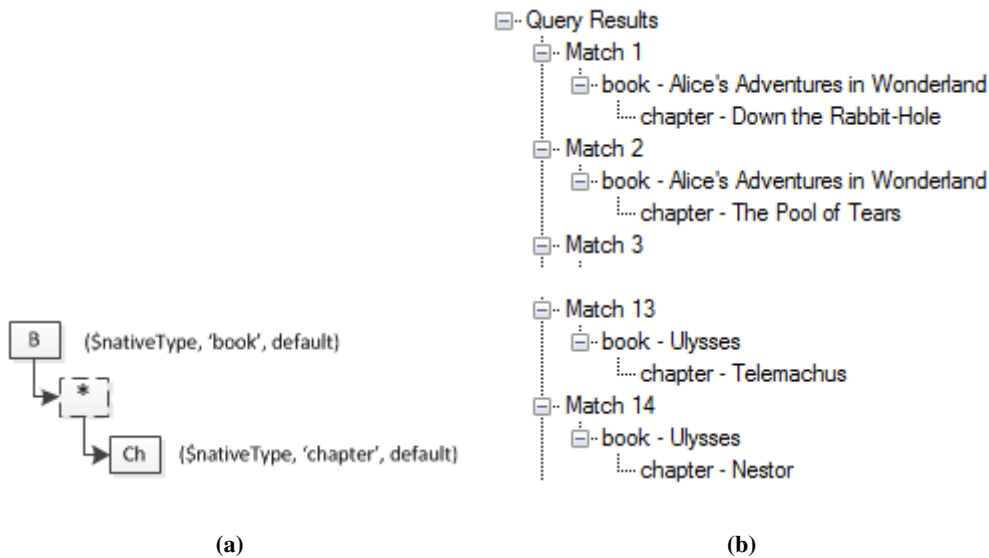 Query Results
Match 1
book - Alice's Adventures in Wonderland
chapter - Down the Rabbit-Hole
Match 2
book - Alice's Adventures in Wonderland
chapter - The Pool of Tears
Match 3
Match 13
book - Ulysses
chapter - Telemachus
Match 14
book - Ulysses
chapter - Nestor
B ($nativeType, 'book', default)
*
Ch ($nativeType, 'chapter', default)
(a) (b)